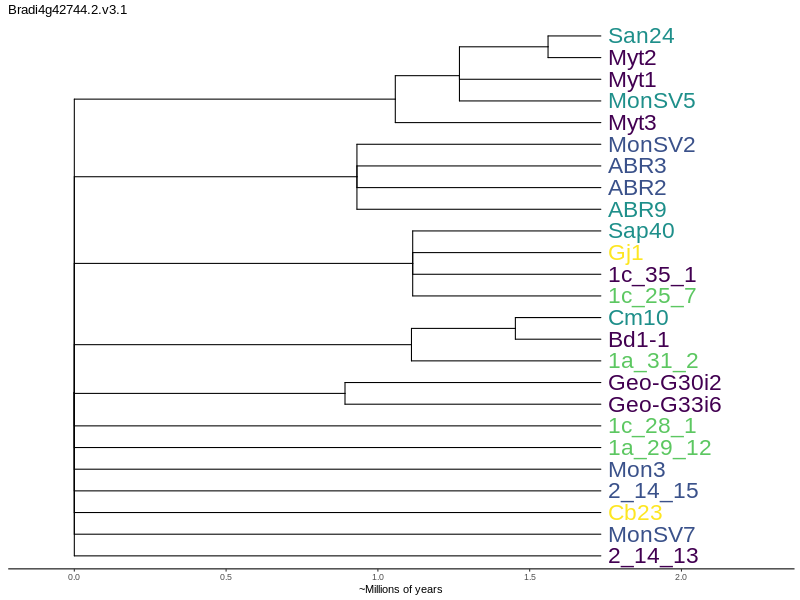 Bradi4g42744.2.v3.1
San24
Myt2
Myt1
MonSV5
Myt3
MonSV2
ABR3
ABR2
ABR9
Sap40
Gj1
1c_35_1
1c_25_7
Cm10
Bd1-1
1a_31_2
Geo-G30i2
Geo-G33i6
1c_28_1
1a_29_12
Mon3
2_14_15
Cb23
MonSV7
2_14_13
0.0 0.5 1.0 1.5 2.0
~Millions of years